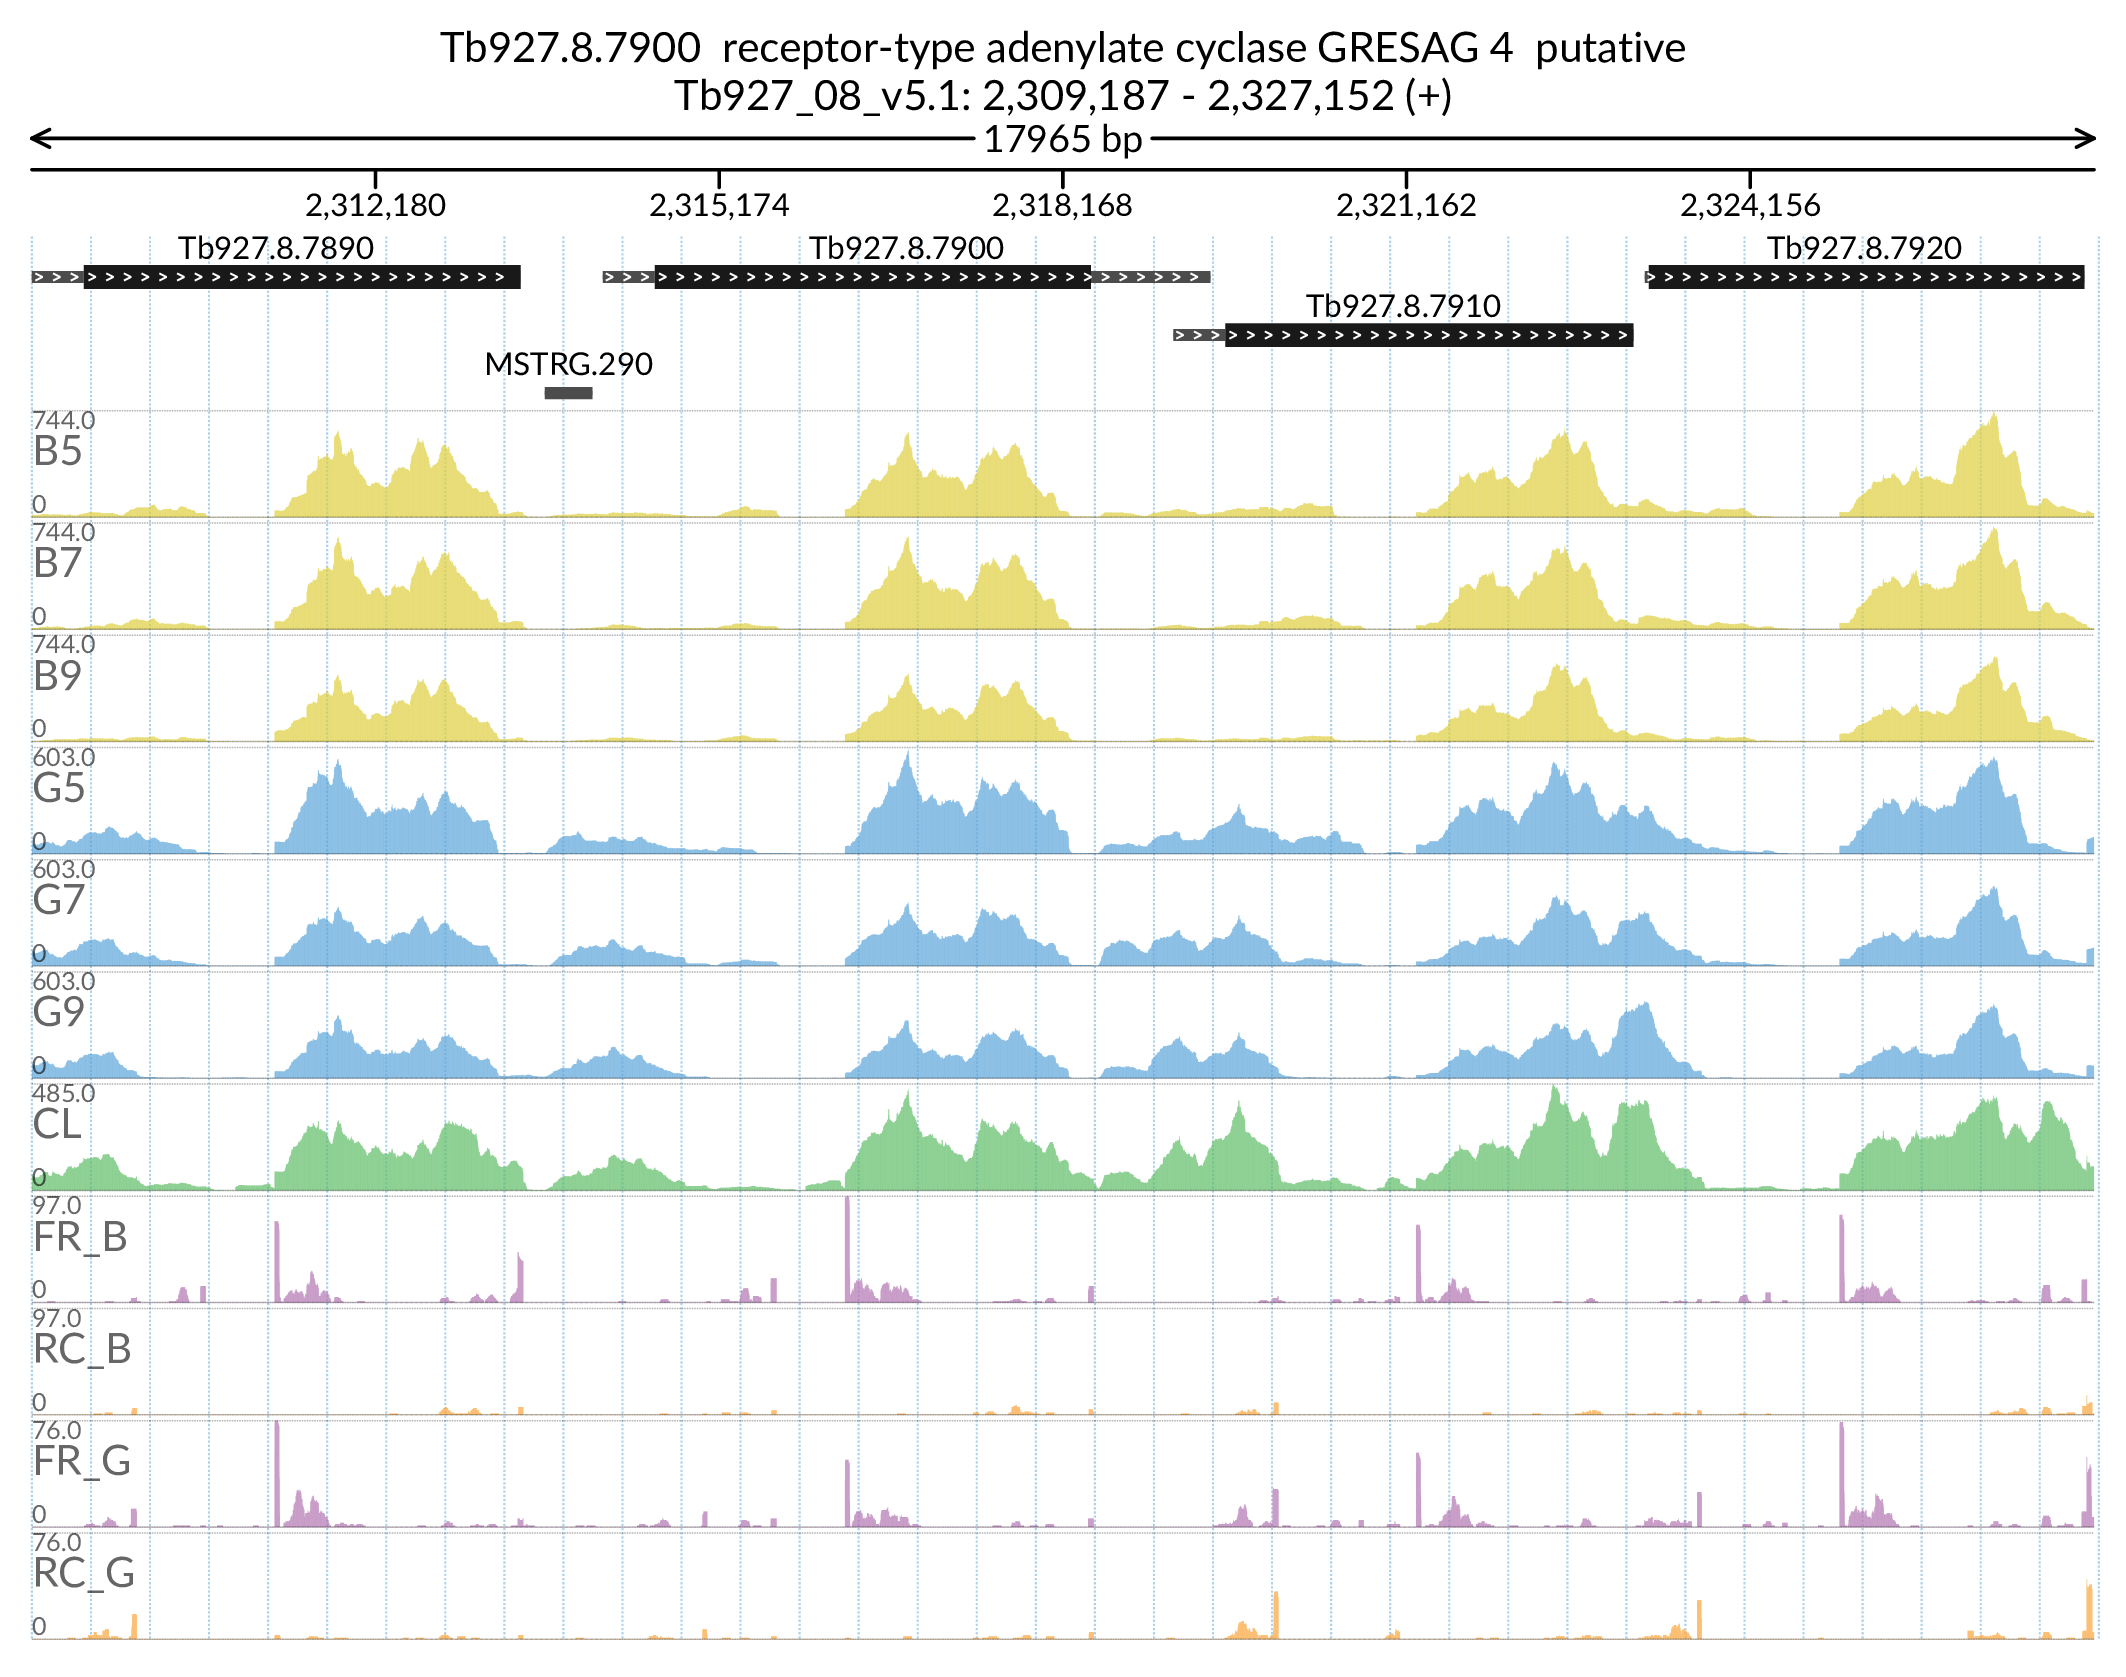 Tb927.8.7900  receptor-type adenylate cyclase GRESAG 4  putative
Tb927_08_v5.1: 2,309,187 - 2,327,152 (+)
17965 bp
2,312,180 2,315,174 2,318,168 2,321,162 2,324,156
Tb927.8.7890 Tb927.8.7900 Tb927.8.7920
Tb927.8.7910
MSTRG.290
744.0
B5
0
744.0
B7
0
744.0
B9
0
603.0
G5
0
603.0
G7
0
603.0
G9
0
485.0
CL
0
97.0
FR_B
0
97.0
RC_B
0
76.0
FR_G
0
76.0
RC_G
0